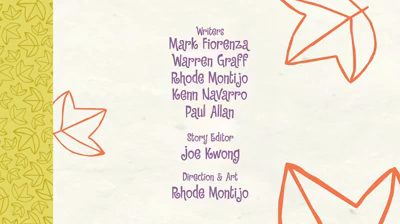 Writers
Mark Fiorenza
Warren Graff
Rhode Montijo
Kenn Navarro
Paul Allan
Story Editor
Joe Kwong
Direction & Art
Rhode Montijo